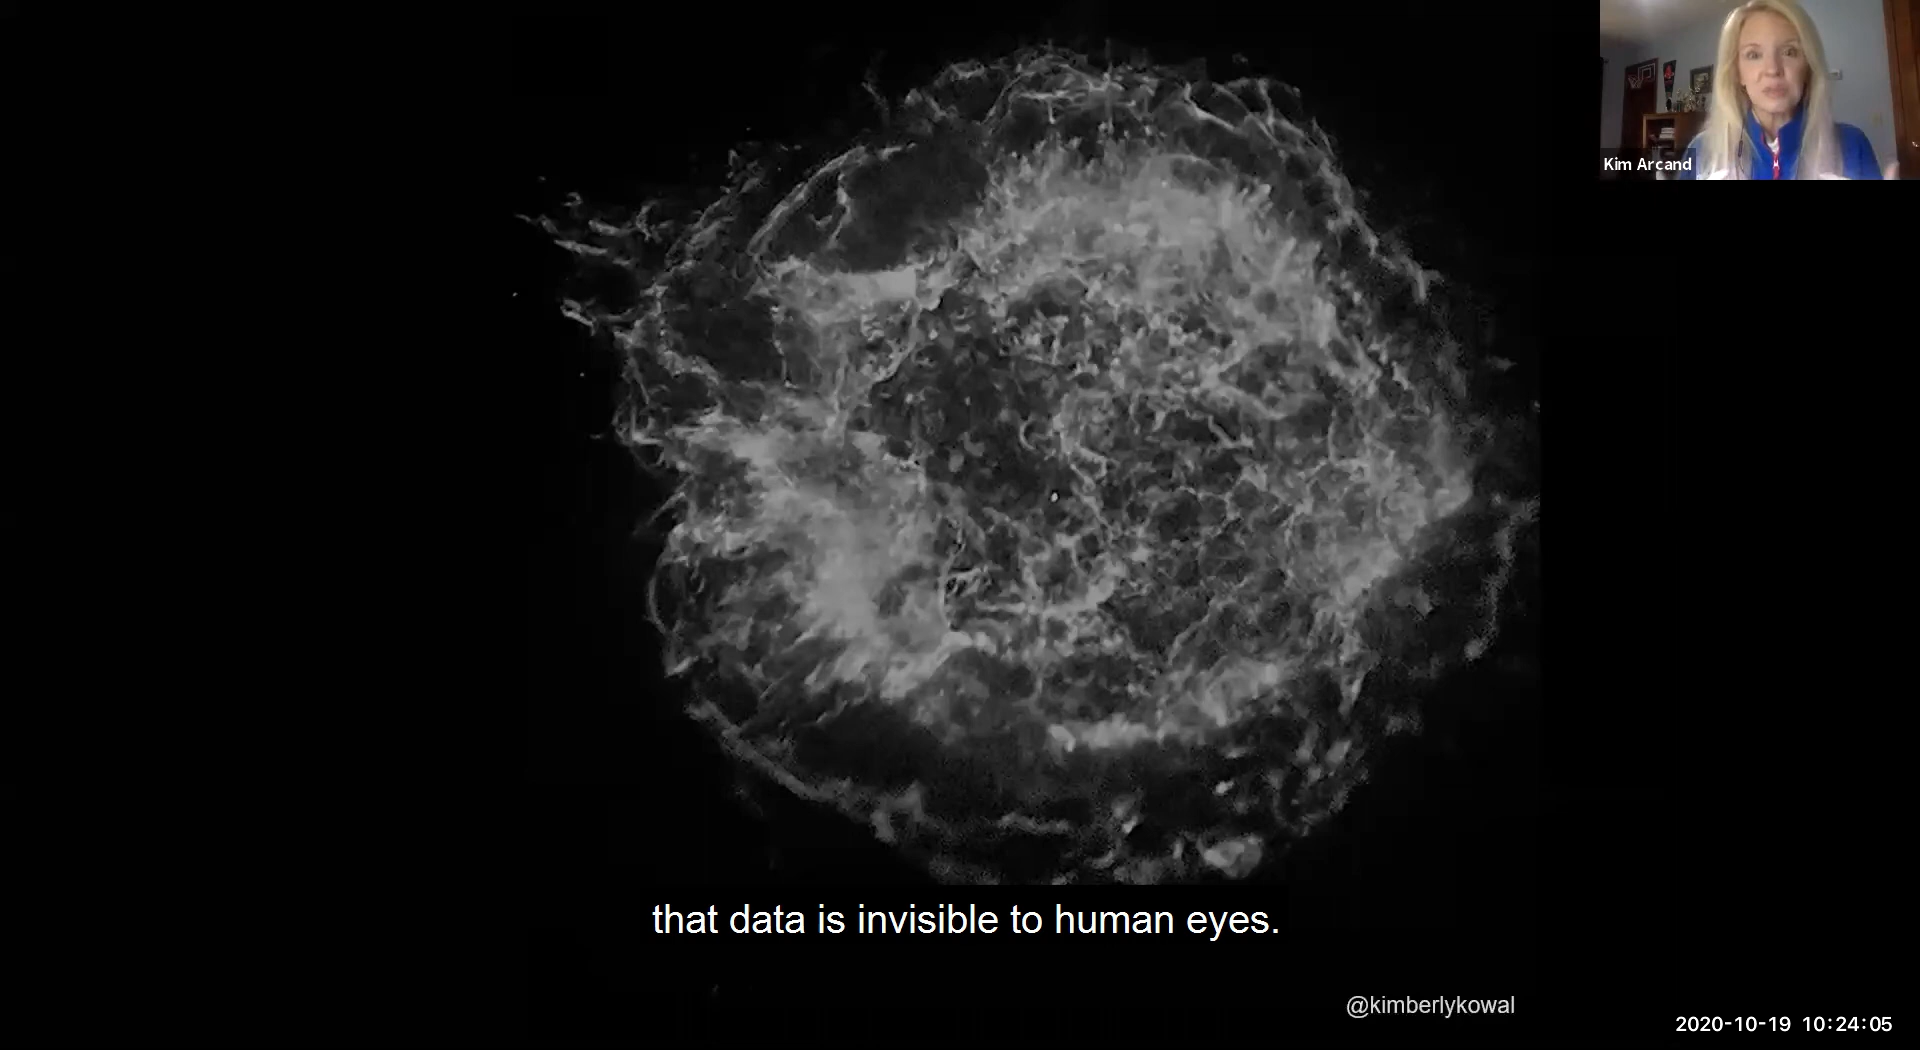 Kim Arcand
that data is invisible to human eyes.
@kimberlykowal
2020-10-19 10:24:05